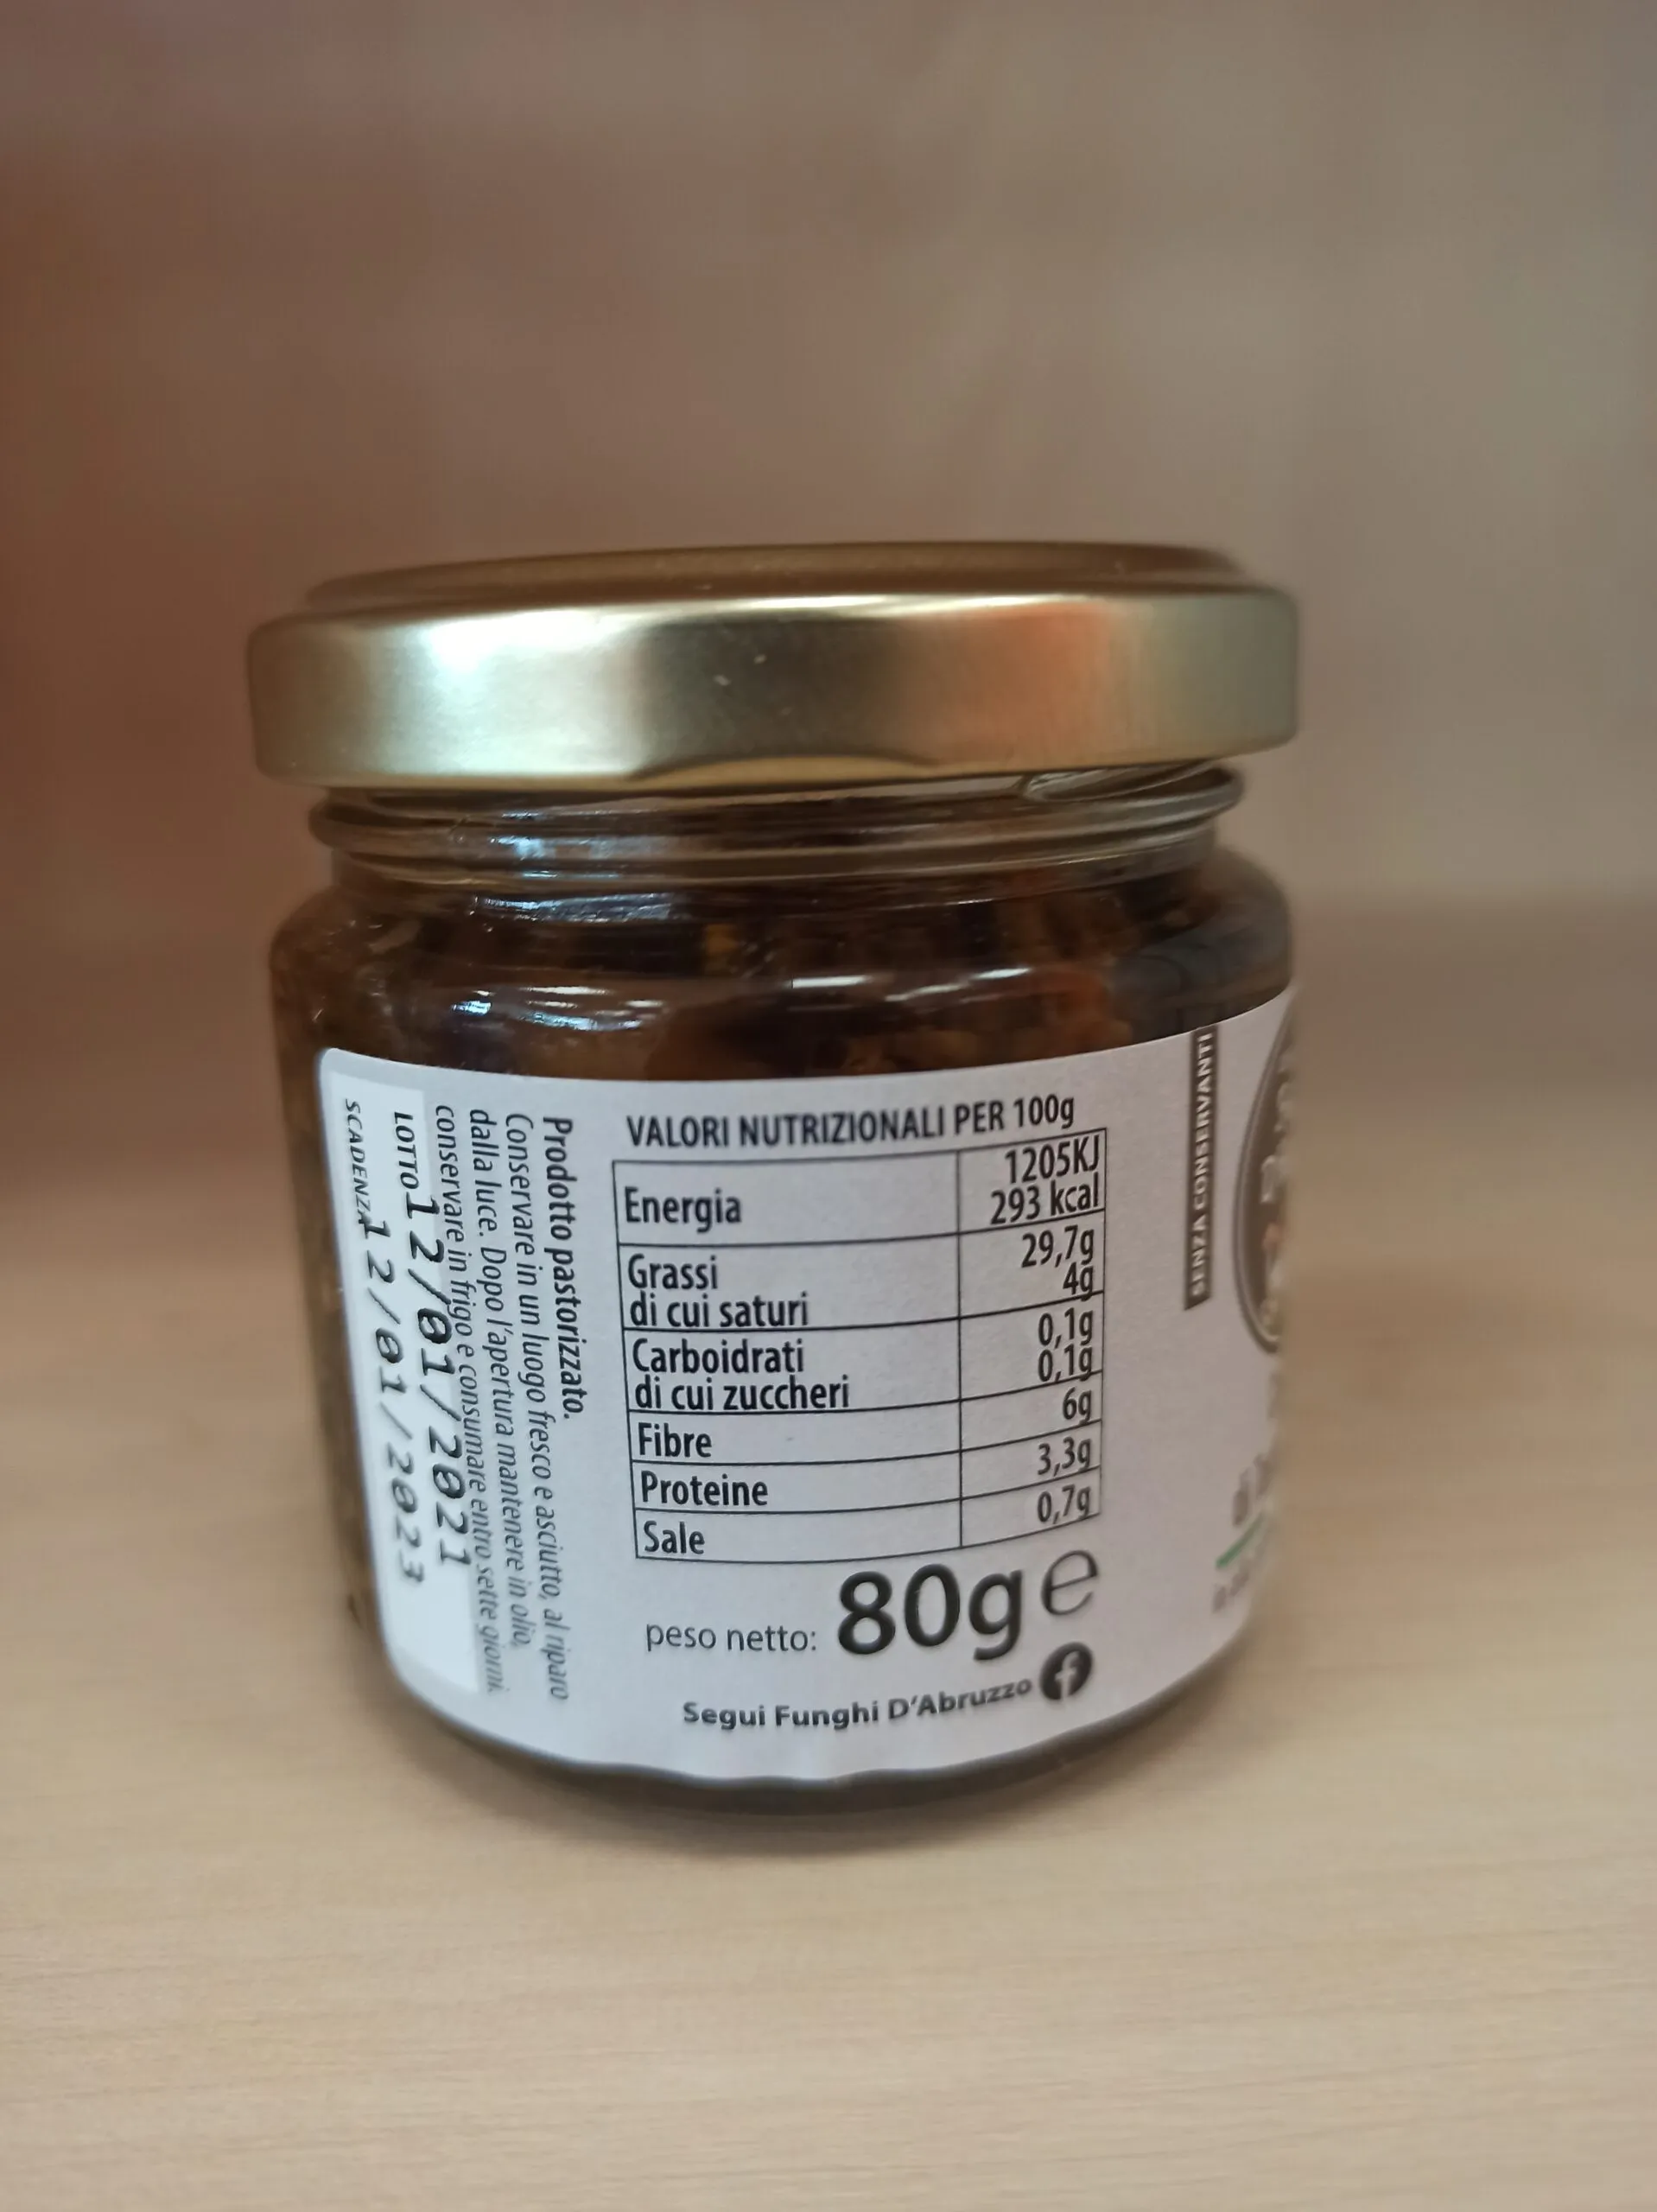 VALORI NUTRIZIONALI PER 100g
Energia 1205KJ
293 kcal
Grassi 29,7g
di cui saturi 4g
Carboidrati 0,1g
di cui zuccheri 0,1g
Fibre 6g
Proteine 3,3g
Sale 0,7g
peso netto: 80g e
Segui Funghi D'Abruzzo f
Prodotto pastorizzato.
Conservare in un luogo fresco e asciutto, al riparo
dalla luce. Dopo l'apertura mantenere in olio,
conservare in frigo e consumare entro sette giorni.
LOTTO 12/01/2021
SCADENZA 12/01/2023
SENZA CONSERVANTI